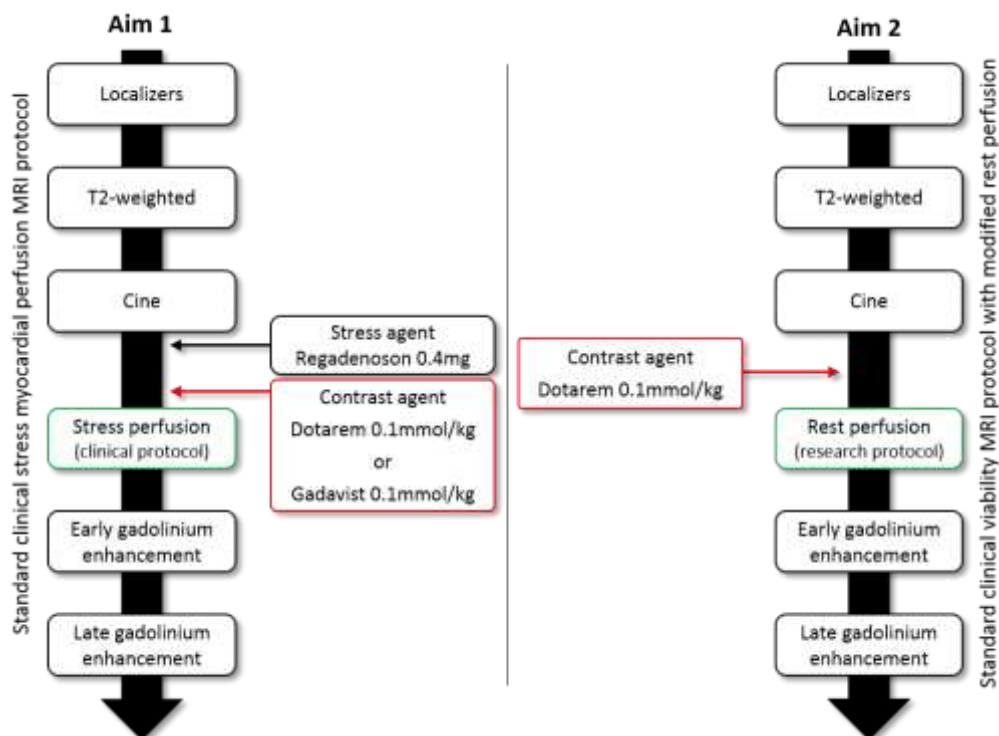 Aim 1
Standard clinical stress myocardial perfusion MRI protocol
Localizers
T2-weighted
Cine
Stress agent
Regadenoson 0.4mg
Contrast agent
Dotarem 0.1mmol/kg
or
Gadavist 0.1mmol/kg
Stress perfusion
(clinical protocol)
Early gadolinium
enhancement
Late gadolinium
enhancement
Aim 2
Standard clinical viability MRI protocol with modified rest perfusion
Localizers
T2-weighted
Cine
Contrast agent
Dotarem 0.1mmol/kg
Rest perfusion
(research protocol)
Early gadolinium
enhancement
Late gadolinium
enhancement